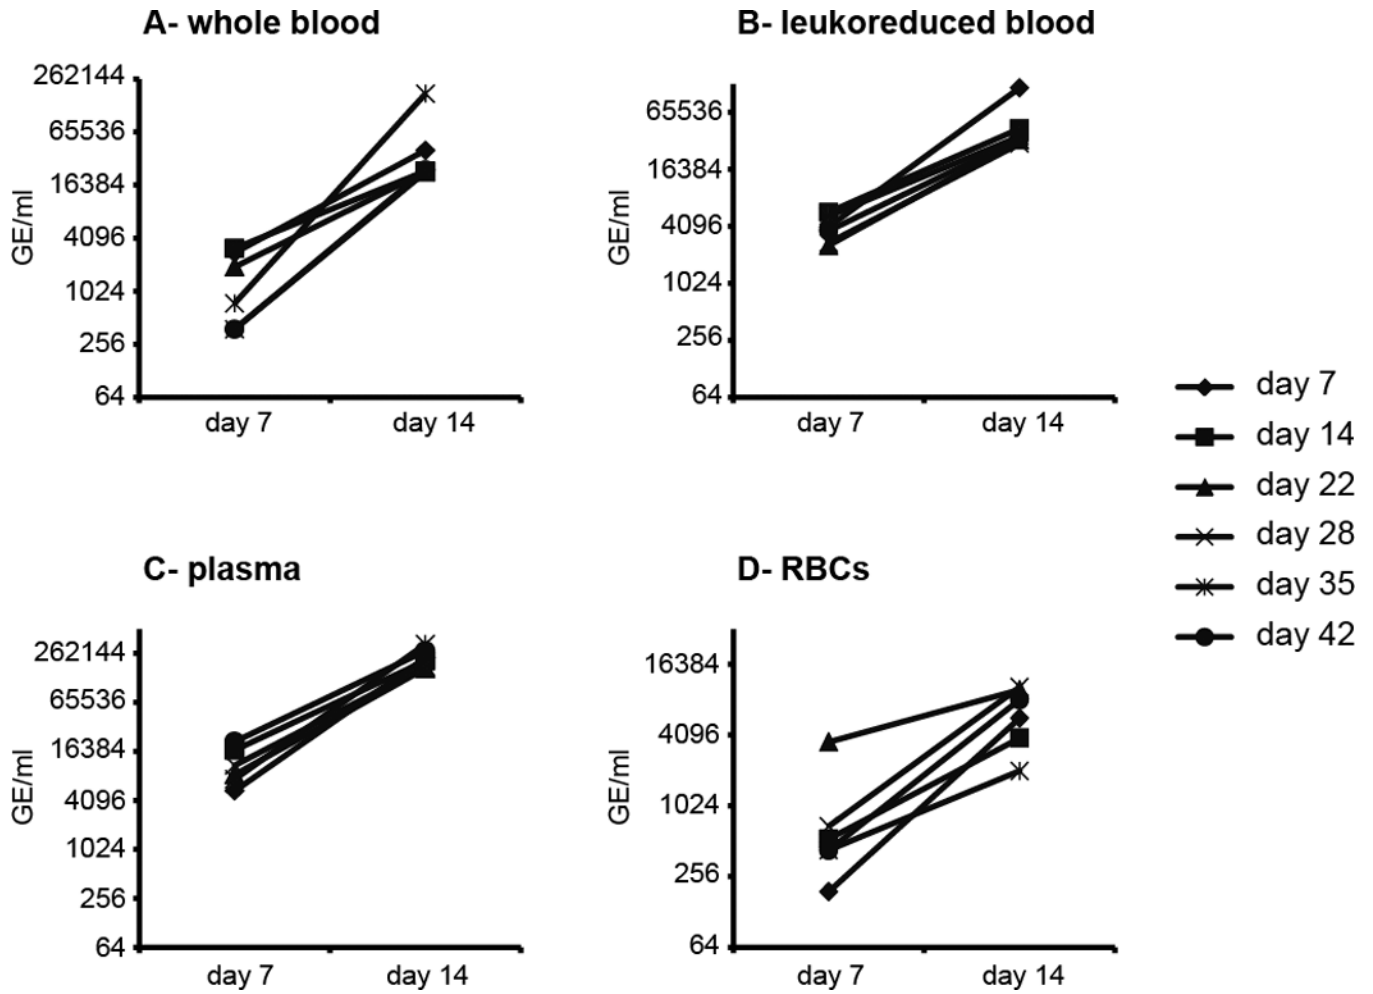 A- whole blood
262144
65536
16384
4096
1024
256
64
GE/ml
day 7
day 14
B- leukoreduced blood
65536
16384
4096
1024
256
64
GE/ml
day 7
day 14
day 7
day 14
day 22
day 28
day 35
day 42
C- plasma
262144
65536
16384
4096
1024
256
64
GE/ml
day 7
day 14
D- RBCs
16384
4096
1024
256
64
GE/ml
day 7
day 14